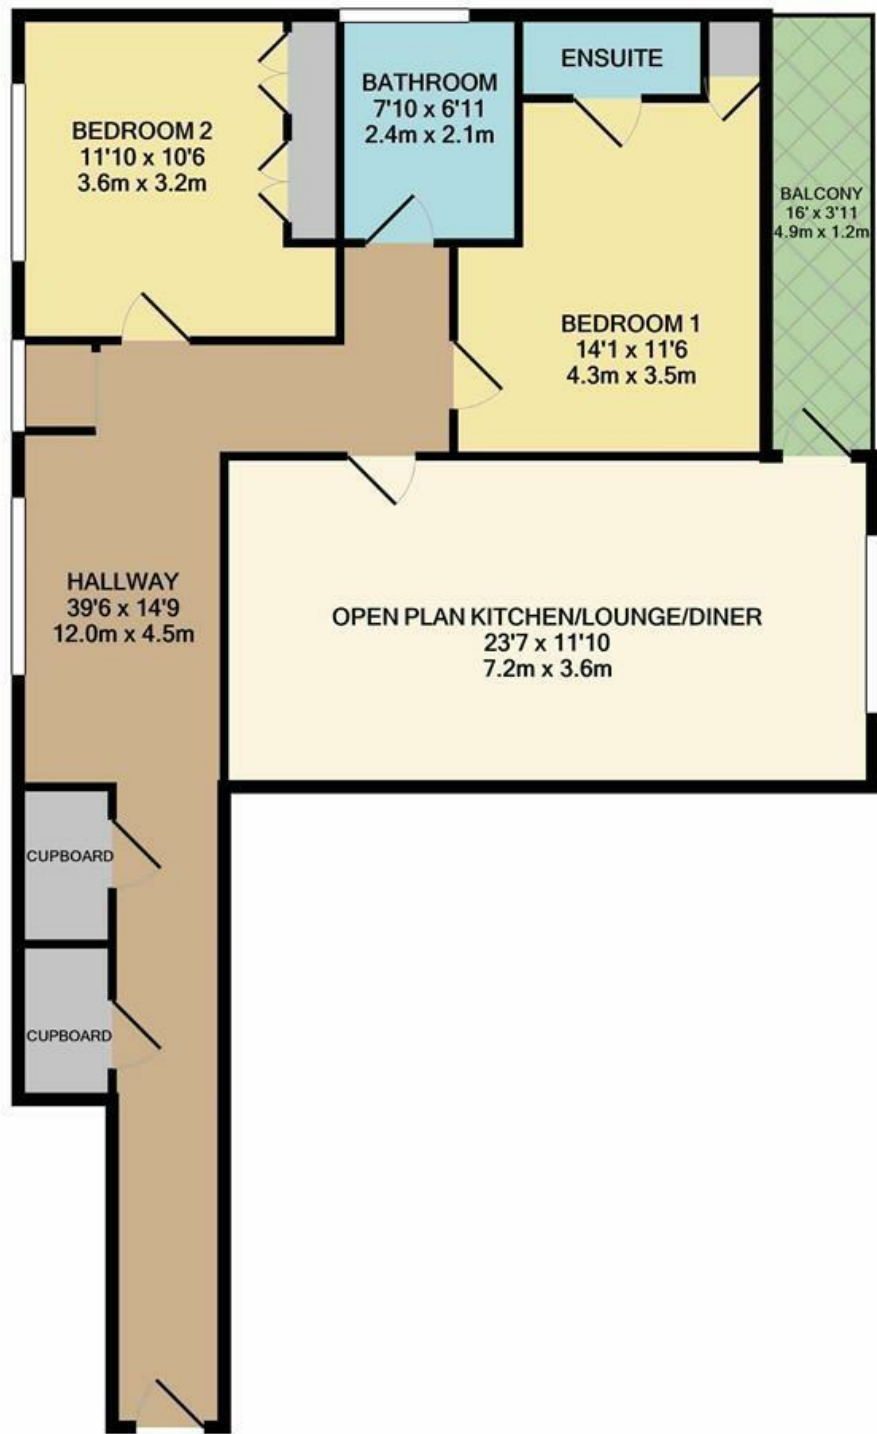 BEDROOM 2
11'10 x 10'6
3.6m x 3.2m
BATHROOM
7'10 x 6'11
2.4m x 2.1m
ENSUITE
BALCONY
16' x 3'11
4.9m x 1.2m
BEDROOM 1
14'1 x 11'6
4.3m x 3.5m
HALLWAY
39'6 x 14'9
12.0m x 4.5m
OPEN PLAN KITCHEN/LOUNGE/DINER
23'7 x 11'10
7.2m x 3.6m
CUPBOARD
CUPBOARD